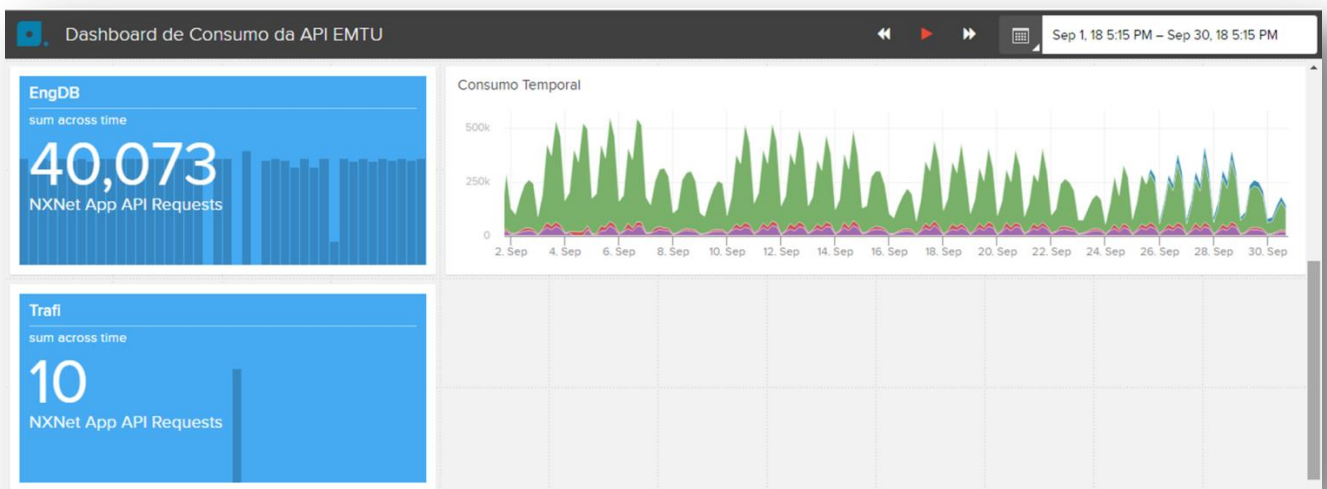 Dashboard de Consumo da API EMTU
Sep 1, 18 5:15 PM – Sep 30, 18 5:15 PM
EngDB
sum across time
40,073
NXNet App API Requests
Consumo Temporal
500k
250k
0
2. Sep 4. Sep 6. Sep 8. Sep 10. Sep 12. Sep 14. Sep 16. Sep 18. Sep 20. Sep 22. Sep 24. Sep 26. Sep 28. Sep 30. Sep
Trafi
sum across time
10
NXNet App API Requests